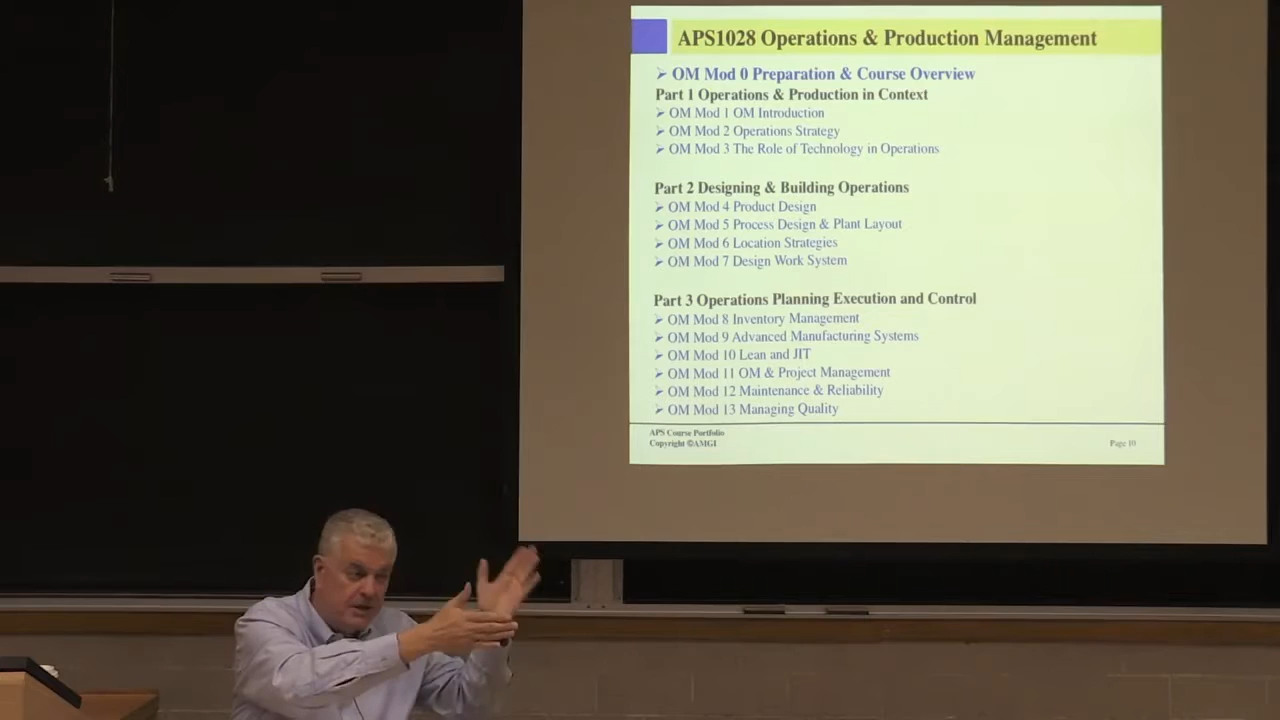 APS1028 Operations & Production Management
➢ OM Mod 0 Preparation & Course Overview
Part 1 Operations & Production in Context
➢ OM Mod 1 OM Introduction
➢ OM Mod 2 Operations Strategy
➢ OM Mod 3 The Role of Technology in Operations
Part 2 Designing & Building Operations
➢ OM Mod 4 Product Design
➢ OM Mod 5 Process Design & Plant Layout
➢ OM Mod 6 Location Strategies
➢ OM Mod 7 Design Work System
Part 3 Operations Planning Execution and Control
➢ OM Mod 8 Inventory Management
➢ OM Mod 9 Advanced Manufacturing Systems
➢ OM Mod 10 Lean and JIT
➢ OM Mod 11 OM & Project Management
➢ OM Mod 12 Maintenance & Reliability
➢ OM Mod 13 Managing Quality
APS Course Portfolio
Copyright ©AMGI
Page 10